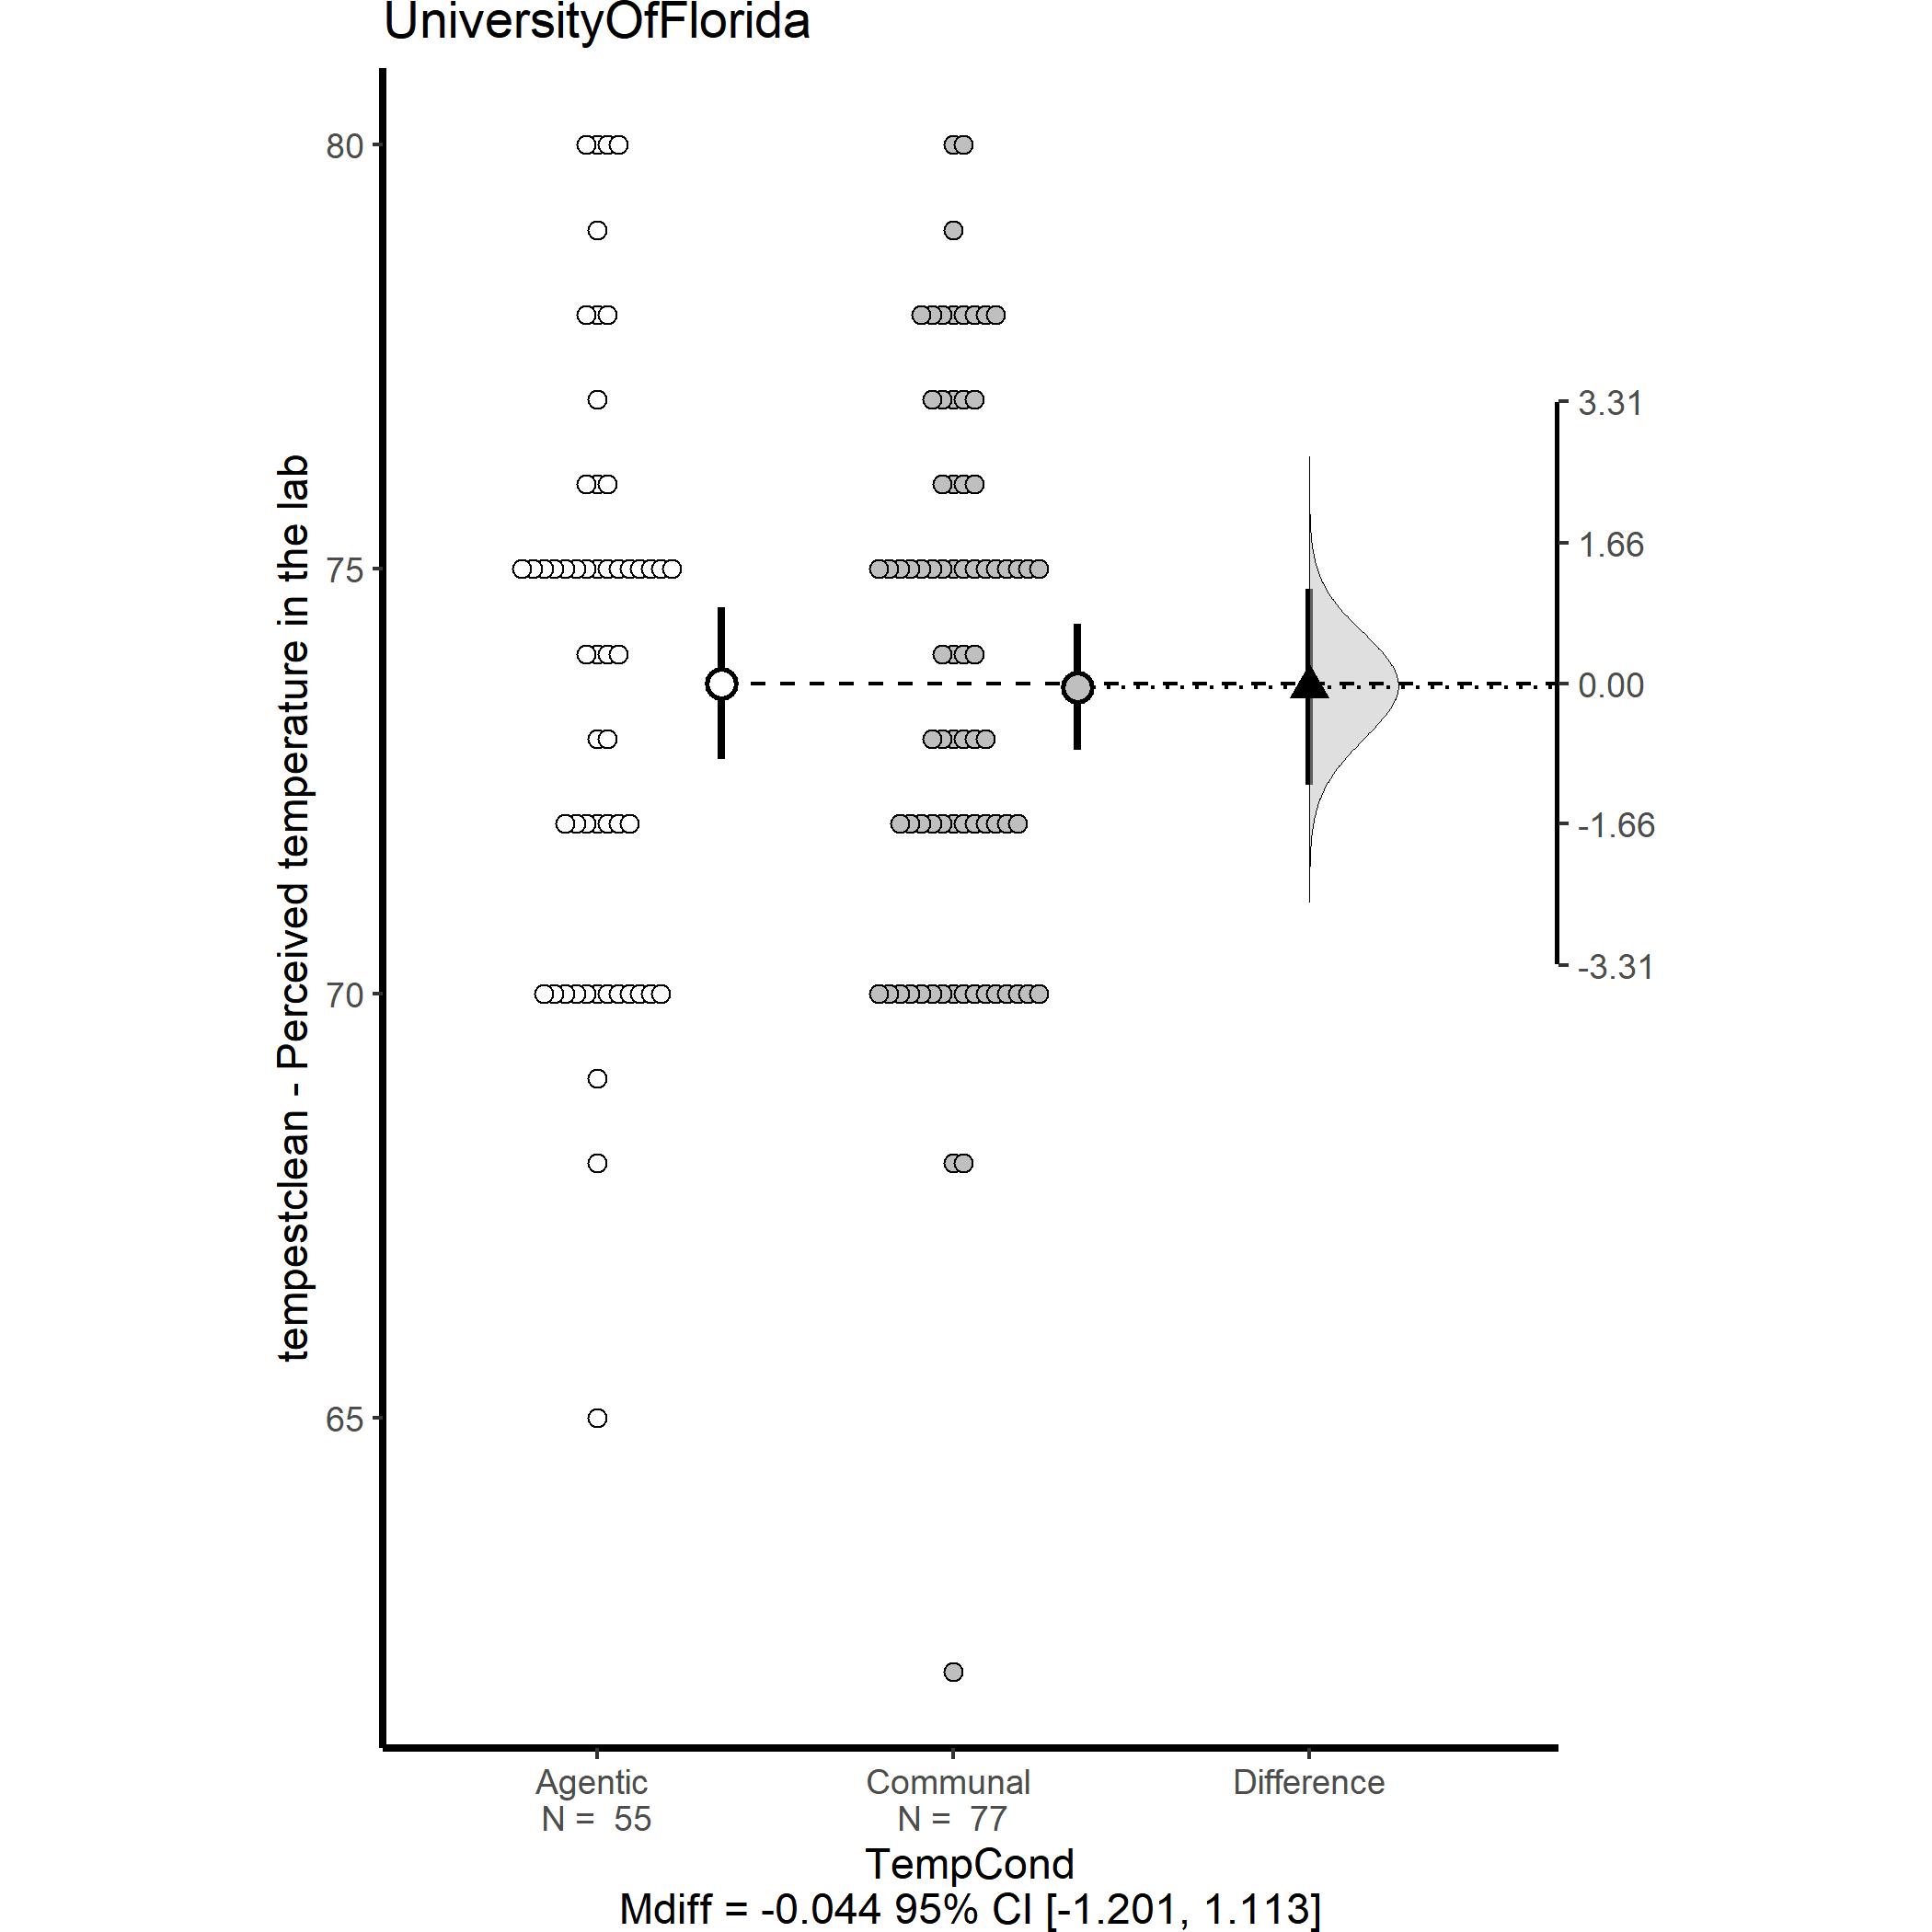 UniversityOfFlorida
tempestclean - Perceived temperature in the lab
80
75
70
65
3.31
1.66
0.00
-1.66
-3.31
Agentic Communal Difference
N =  55 N =  77
TempCond
Mdiff = -0.044 95% CI [-1.201, 1.113]